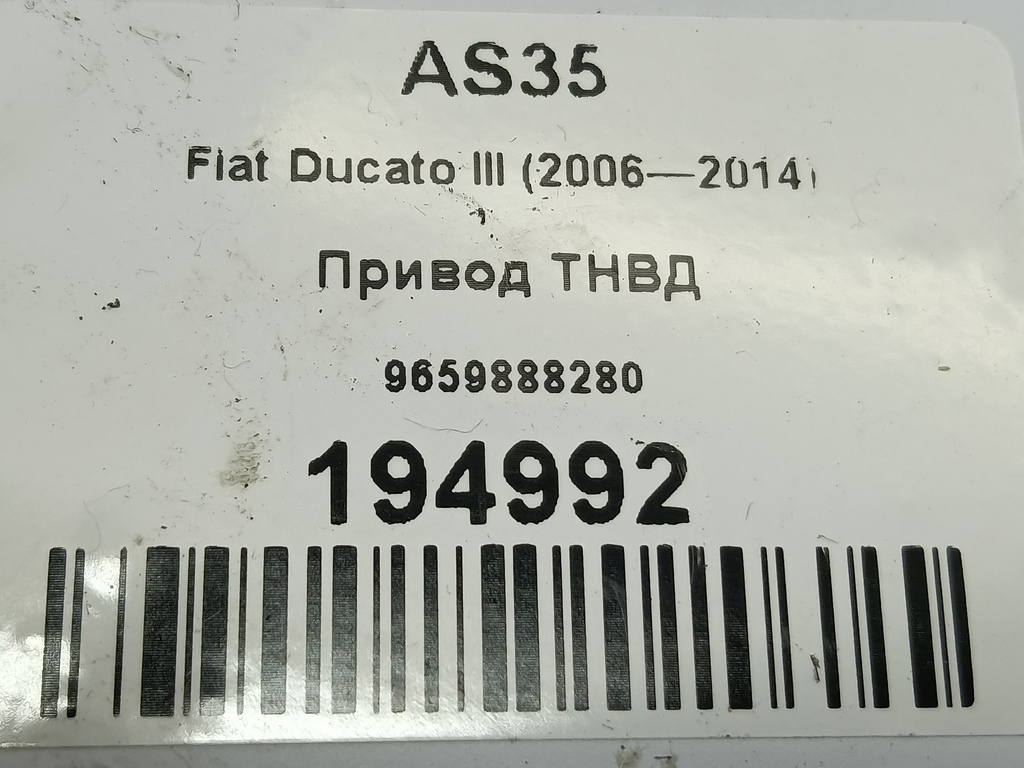 AS35
Fiat Ducato III (2006—2014)
Привод ТНВД
9659888280
194992